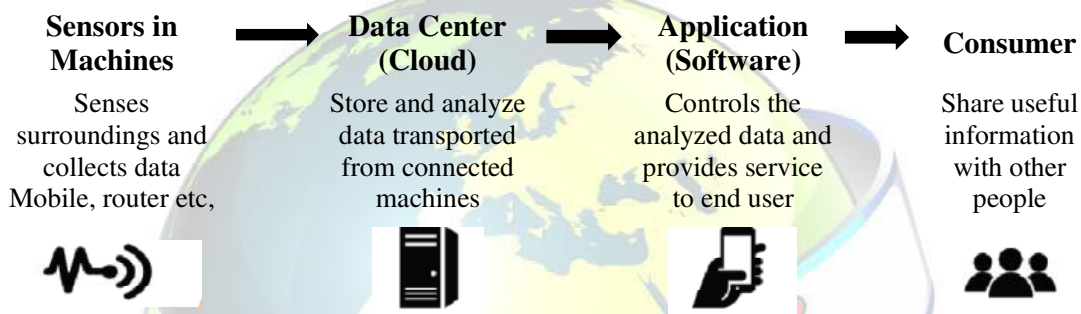 Sensors in
Machines
Senses
surroundings and
collects data
Mobile, router etc,
Data Center
(Cloud)
Store and analyze
data transported
from connected
machines
Application
(Software)
Controls the
analyzed data and
provides service
to end user
Consumer
Share useful
information
with other
people